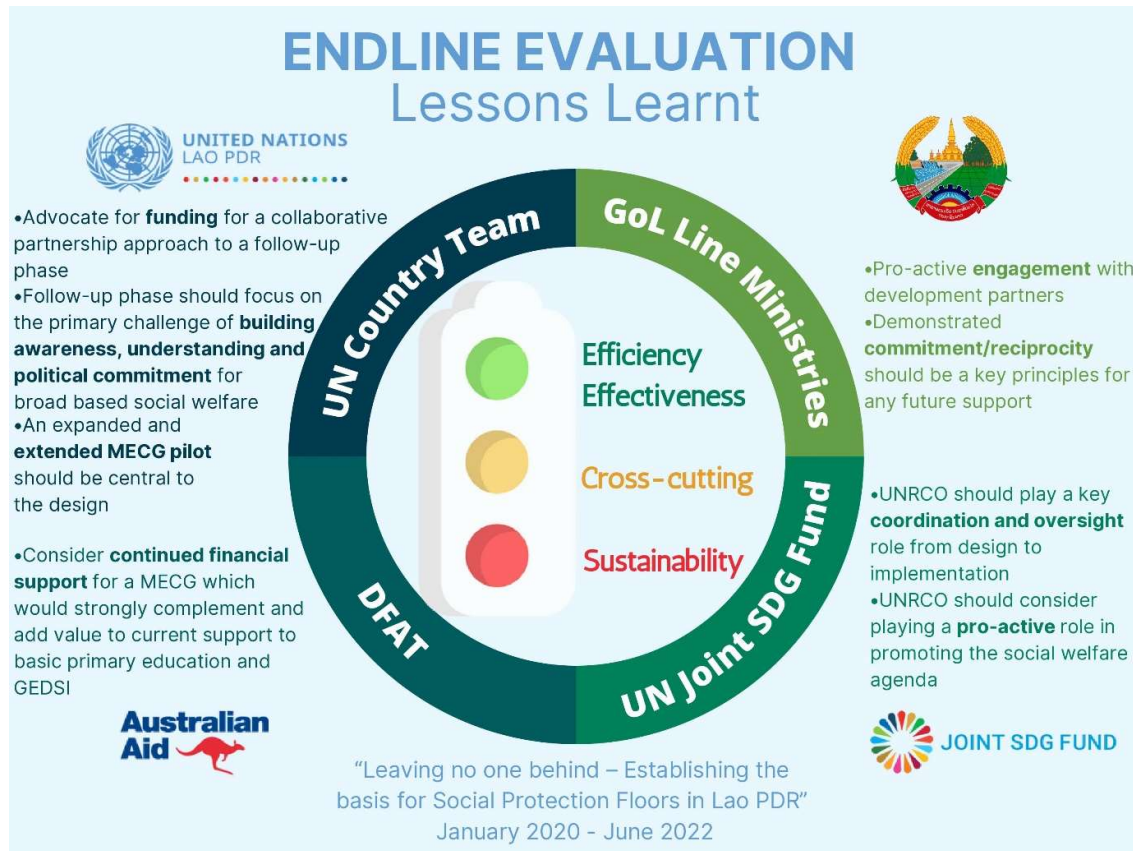 ENDLINE EVALUATION
Lessons Learnt
UNITED NATIONS
LAO PDR
•Advocate for funding for a collaborative
partnership approach to a follow-up
phase
•Follow-up phase should focus on
the primary challenge of building
awareness, understanding and
political commitment for
broad based social welfare
•An expanded and
extended MECG pilot
should be central to
the design
•Consider continued financial
support for a MECG which
would strongly complement and
add value to current support to
basic primary education and
GEDSI
Australian
Aid
UN Country Team
GoL Line Ministries
DFAT
UN Joint SDG Fund
Efficiency
Effectiveness
Cross-cutting
Sustainability
•Pro-active engagement with
development partners
•Demonstrated
commitment/reciprocity
should be a key principles for
any future support
•UNRCO should play a key
coordination and oversight
role from design to
implementation
•UNRCO should consider
playing a pro-active role in
promoting the social welfare
agenda
JOINT SDG FUND
“Leaving no one behind – Establishing the
basis for Social Protection Floors in Lao PDR”
January 2020 - June 2022